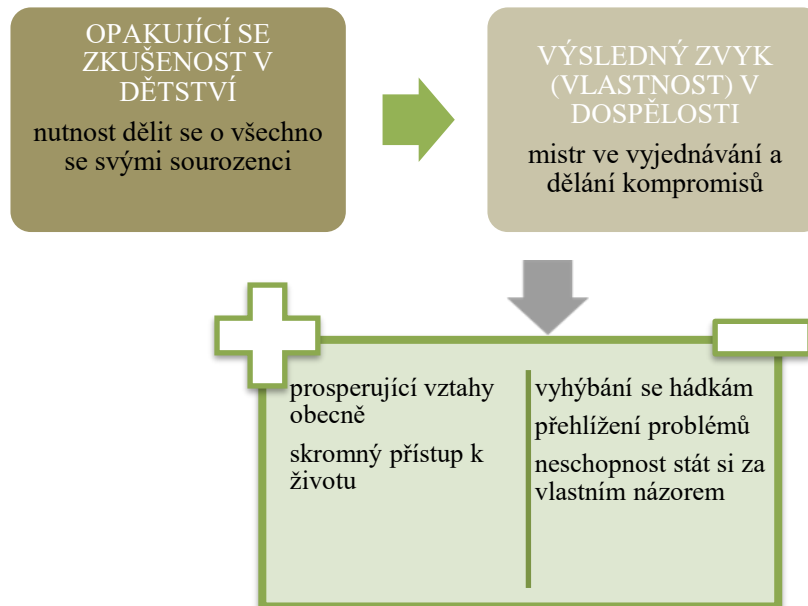 OPAKUJÍCÍ SE
ZKUŠENOST V
DĚTSTVÍ
nutnost dělit se o všechno
se svými sourozenci
VÝSLEDNÝ ZVYK
(VLASTNOST) V
DOSPĚLOSTI
mistr ve vyjednávání a
dělání kompromisů
prosperující vztahy
obecně
skromný přístup k
životu
vyhýbání se hádkám
přehlížení problémů
neschopnost stát si za
vlastním názorem